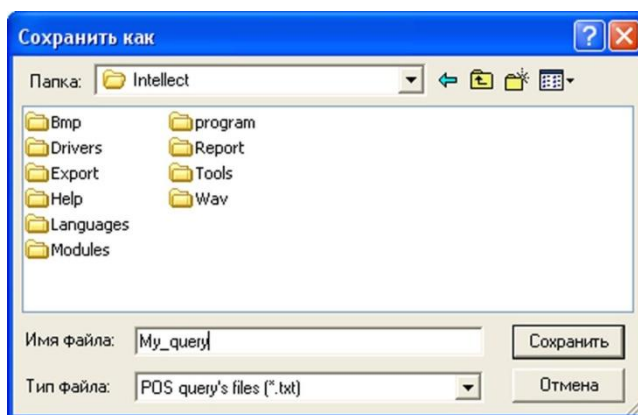 Сохранить как
Папка: Intellect
Bmp program
Drivers Report
Export Tools
Help Wav
Languages
Modules
Имя файла: My_query Сохранить
Тип файла: POS query's files (*.txt) Отмена